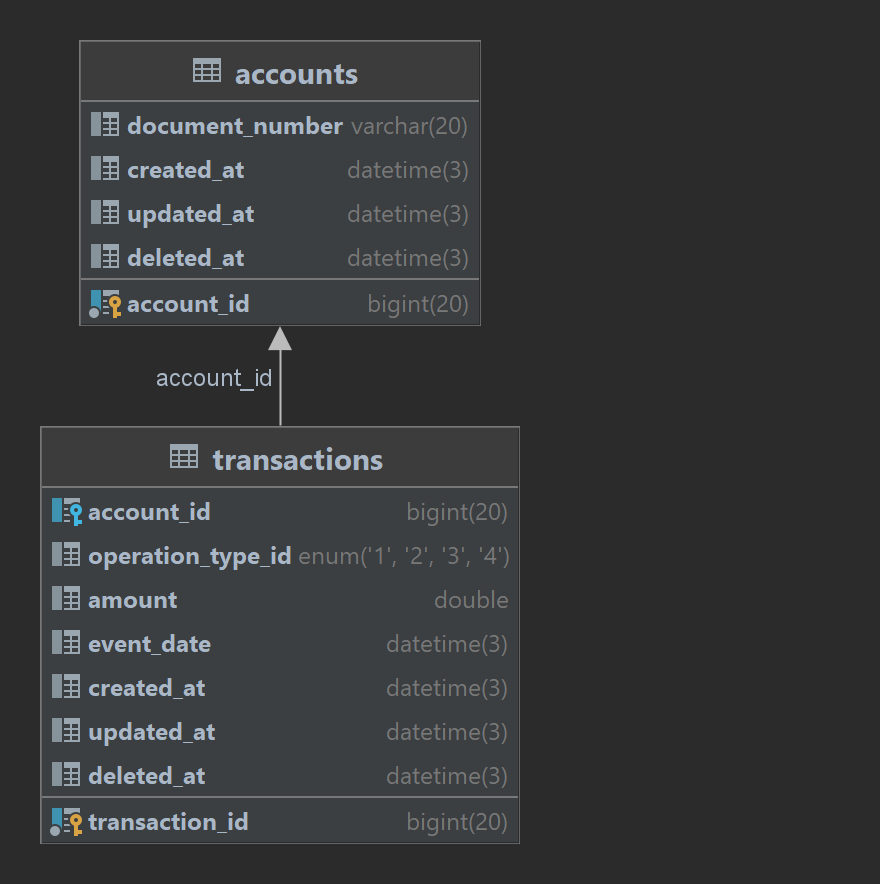 accounts
document_number varchar(20)
created_at datetime(3)
updated_at datetime(3)
deleted_at datetime(3)
account_id bigint(20)
account_id
transactions
account_id bigint(20)
operation_type_id enum('1', '2', '3', '4')
amount double
event_date datetime(3)
created_at datetime(3)
updated_at datetime(3)
deleted_at datetime(3)
transaction_id bigint(20)